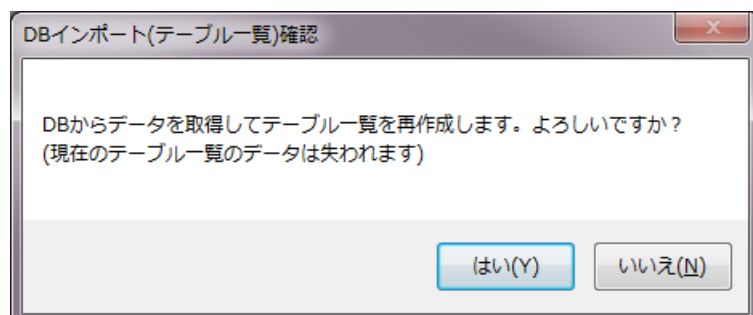 DBインポート(テーブル一覧)確認
DBからデータを取得してテーブル一覧を再作成します。よろしいですか？
(現在のテーブル一覧のデータは失われます)
はい(Y)
いいえ(N)